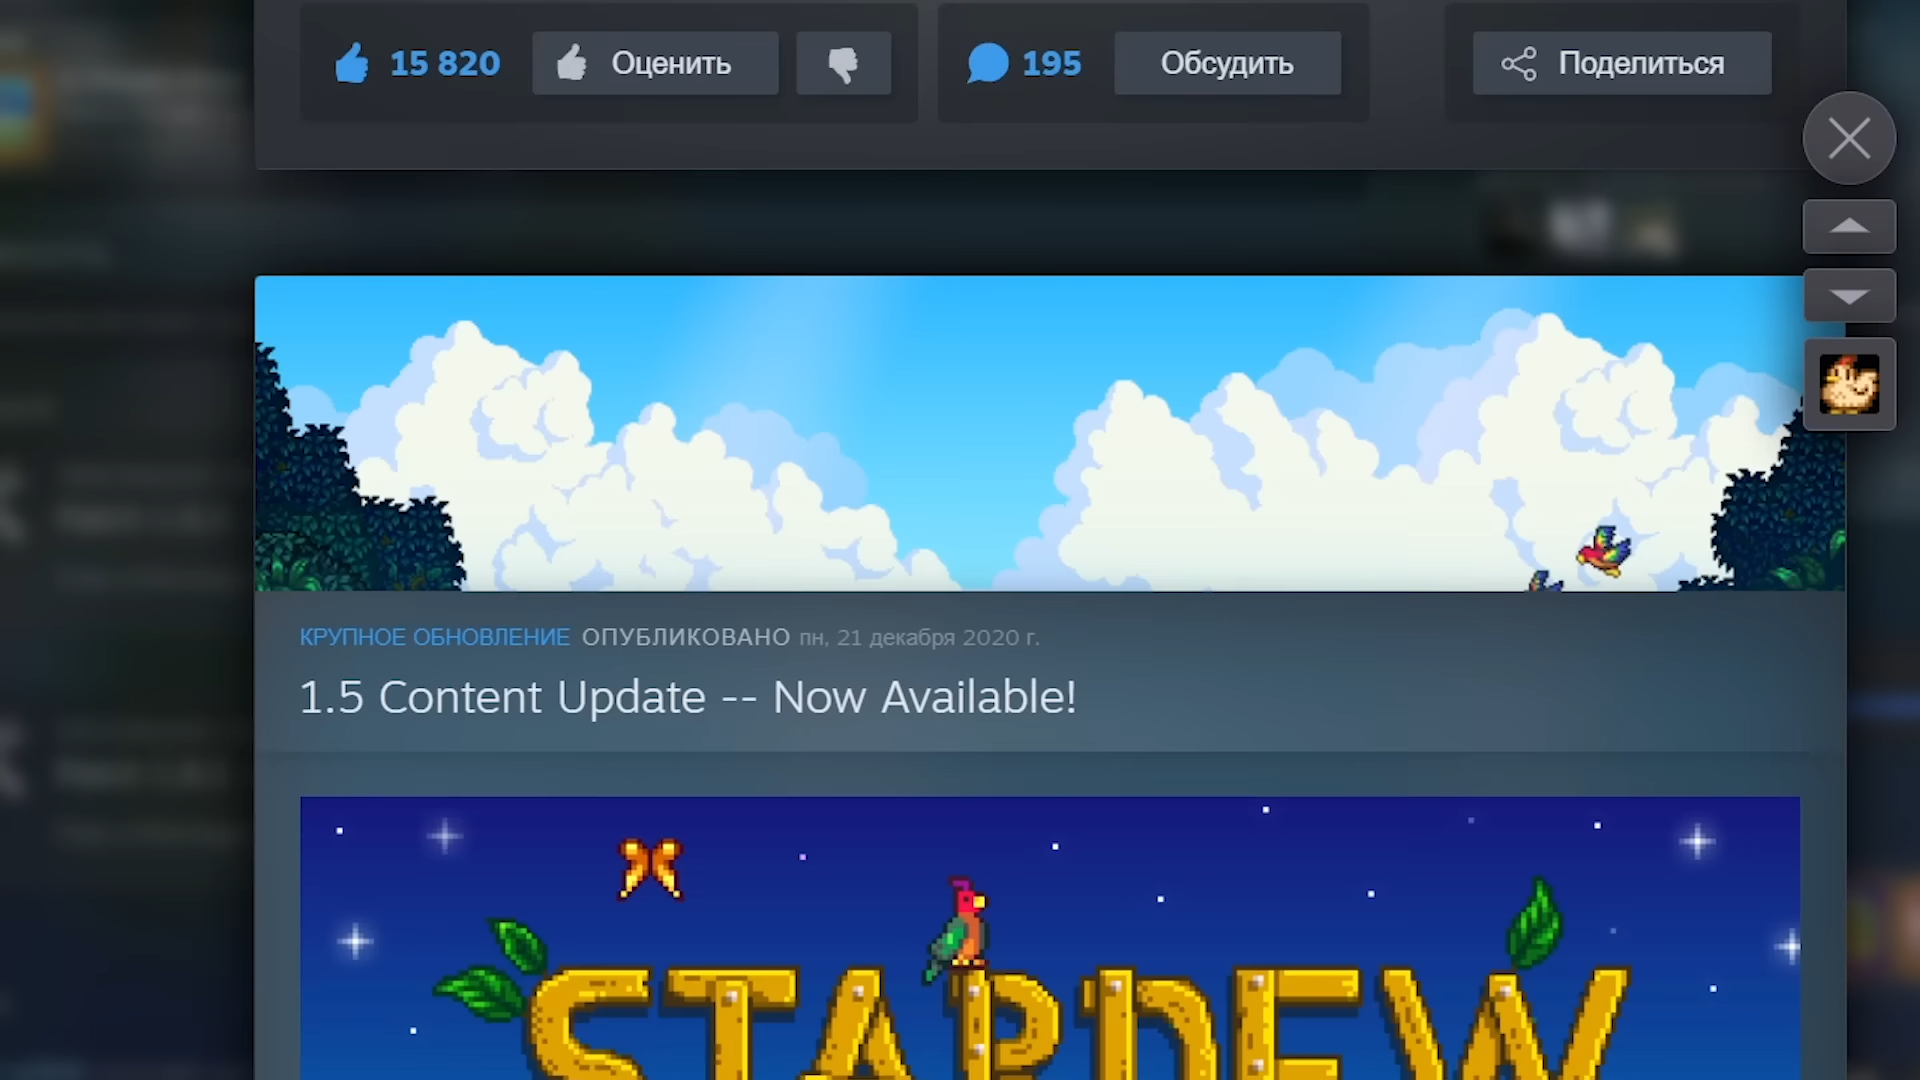 15 820 Оценить 195 Обсудить Поделиться
КРУПНОЕ ОБНОВЛЕНИЕ ОПУБЛИКОВАНО пн, 21 декабря 2020 г.
1.5 Content Update -- Now Available!
STARDEW